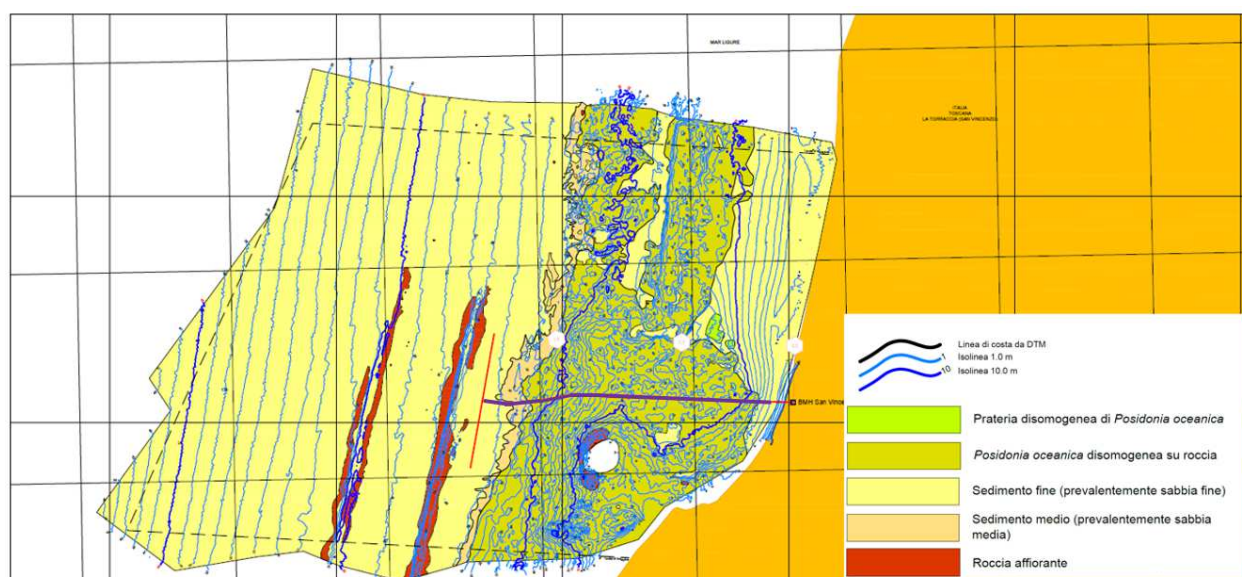 MAR LIGURE
ITALIA
TOSCANA
LA TORRACCIA (SAN VINCENZO)
BMH San Vince
Linea di costa da DTM
1
Isolinea 1.0 m
10
Isolinea 10.0 m
Prateria disomogenea di Posidonia oceanica
Posidonia oceanica disomogenea su roccia
Sedimento fine (prevalentemente sabbia fine)
Sedimento medio (prevalentemente sabbia
media)
Roccia affiorante